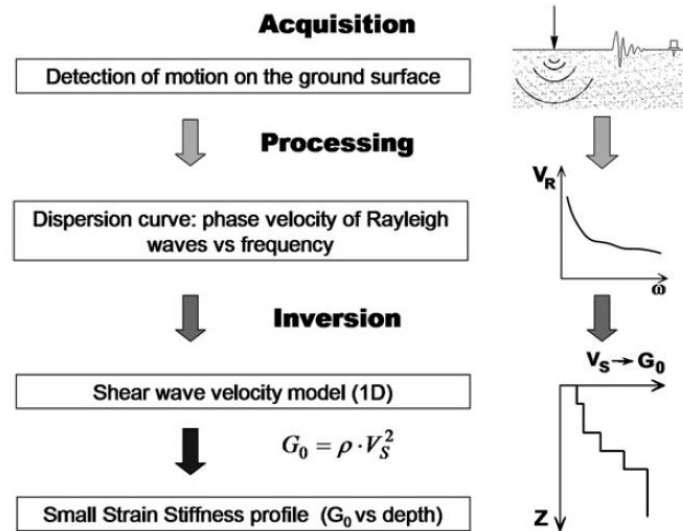 Acquisition
Detection of motion on the ground surface
Processing
V_R
Dispersion curve: phase velocity of Rayleigh
waves vs frequency
ω
Inversion
V_S → G_0
Shear wave velocity model (1D)
G_0 = ρ · V_S^2
Small Strain Stiffness profile (G_0 vs depth)
Z